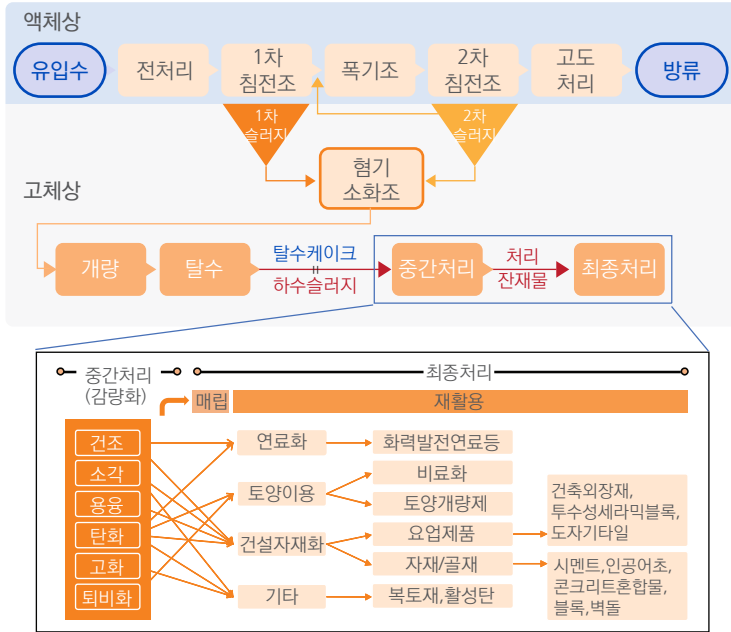 액체상
유입수
전처리
1차
침전조
폭기조
2차
침전조
고도
처리
방류
1차
슬러지
2차
슬러지
혐기
소화조
고체상
개량
탈수
탈수케이크
하수슬러지
중간처리
처리
잔재물
최종처리
중간처리
(감량화)
최종처리
매립
재활용
건조
소각
용융
탄화
고화
퇴비화
연료화
토양이용
건설자재화
기타
화력발전연료등
비료화
토양개량제
요업제품
자재/골재
복토재,활성탄
건축외장재,
투수성세라믹블록,
도자기타일
시멘트,인공어초,
콘크리트혼합물,
블록,벽돌